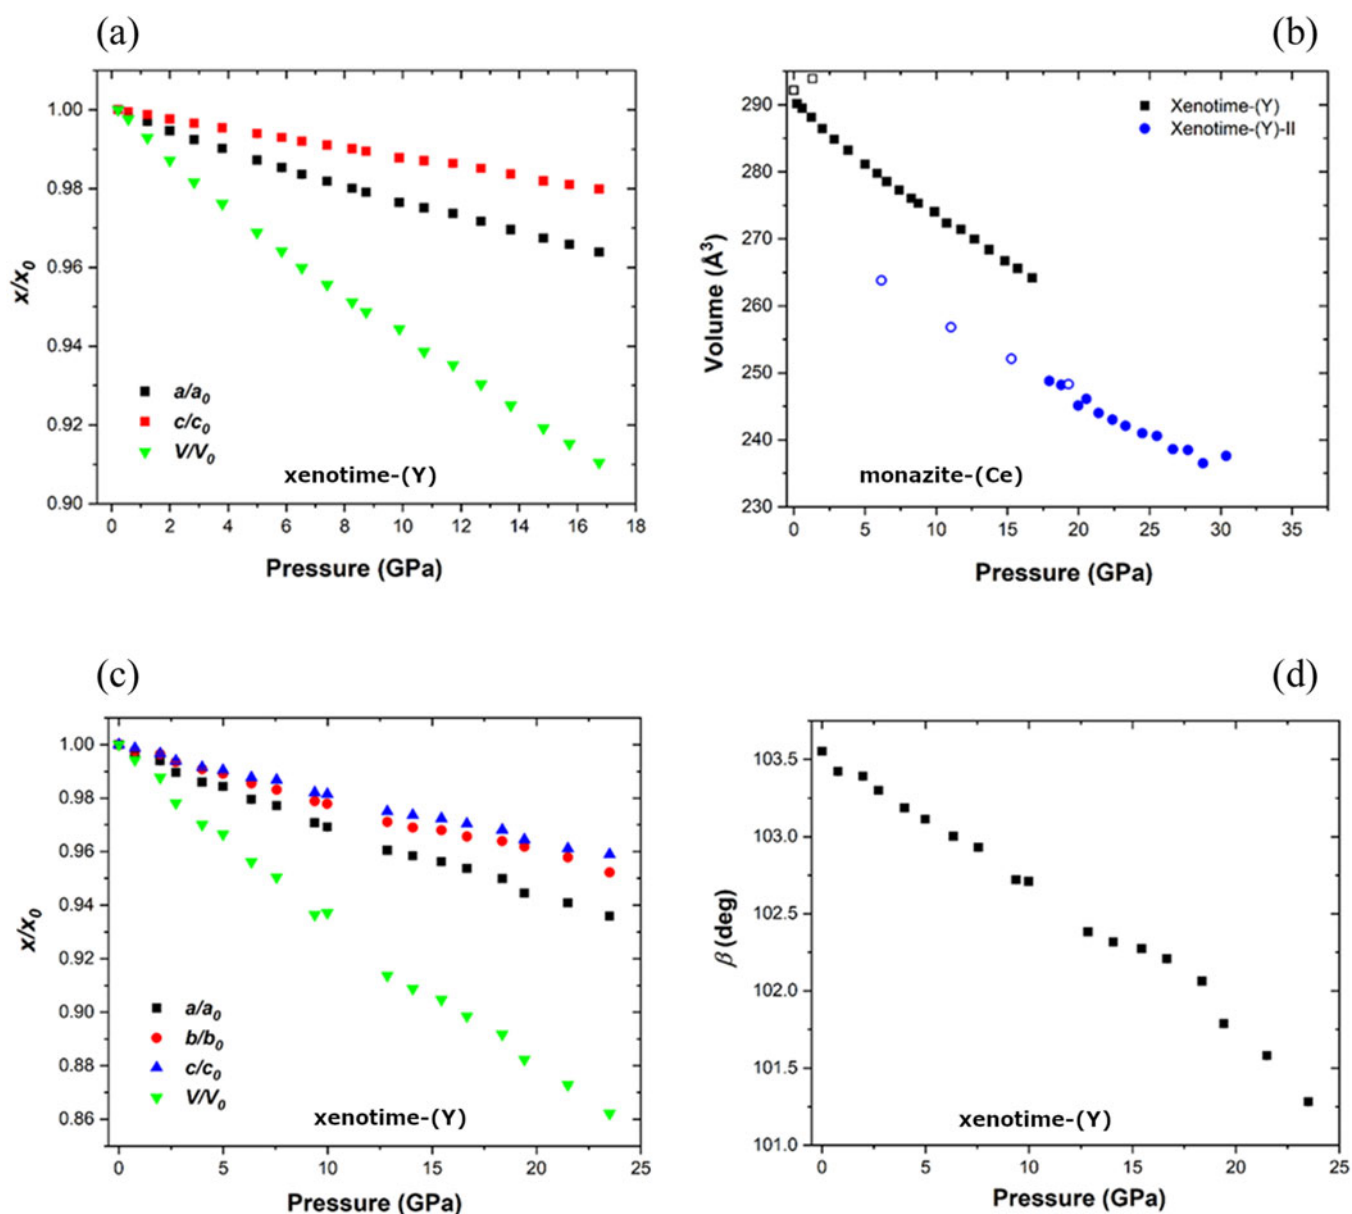 (a)
1.00
0.98
0.96
0.94
0.92
0.90
x/x0
a/a0
c/c0
V/V0
xenotime-(Y)
0 2 4 6 8 10 12 14 16 18
Pressure (GPa)
(b)
290
280
270
260
250
240
230
Volume (Å3)
Xenotime-(Y)
Xenotime-(Y)-II
monazite-(Ce)
0 5 10 15 20 25 30 35
Pressure (GPa)
(c)
1.00
0.98
0.96
0.94
0.92
0.90
0.88
0.86
x/x0
a/a0
b/b0
c/c0
V/V0
xenotime-(Y)
0 5 10 15 20 25
Pressure (GPa)
(d)
103.5
103.0
102.5
102.0
101.5
101.0
β (deg)
xenotime-(Y)
0 5 10 15 20 25
Pressure (GPa)